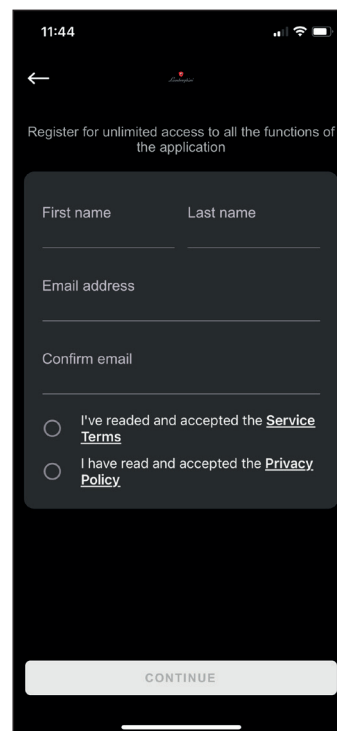 11:44
Lamborghini
Register for unlimited access to all the functions of
the application
First name Last name
Email address
Confirm email
I've readed and accepted the Service
Terms
I have read and accepted the Privacy
Policy
CONTINUE